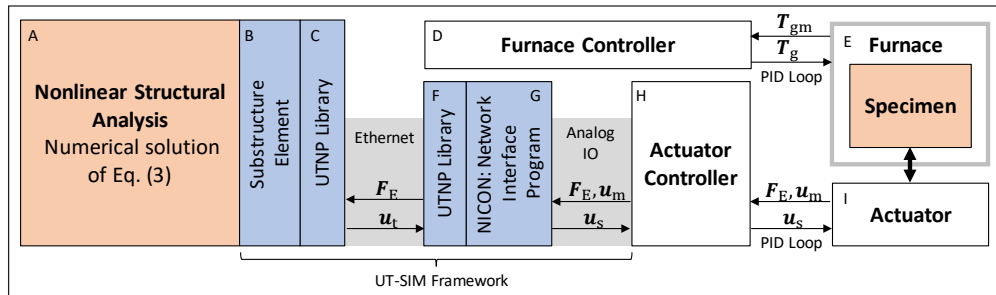 A
Nonlinear Structural
Analysis
Numerical solution
of Eq. (3)
B
Substructure
Element
C
UTNP Library
Ethernet
F_E
u_t
D
Furnace Controller
F
UTNP Library
G
NICON: Network
Interface
Program
Analog
IO
F_E, u_m
u_s
H
Actuator
Controller
T_gm
T_g
PID Loop
E
Furnace
Specimen
F_E, u_m
u_s
PID Loop
I
Actuator
UT-SIM Framework